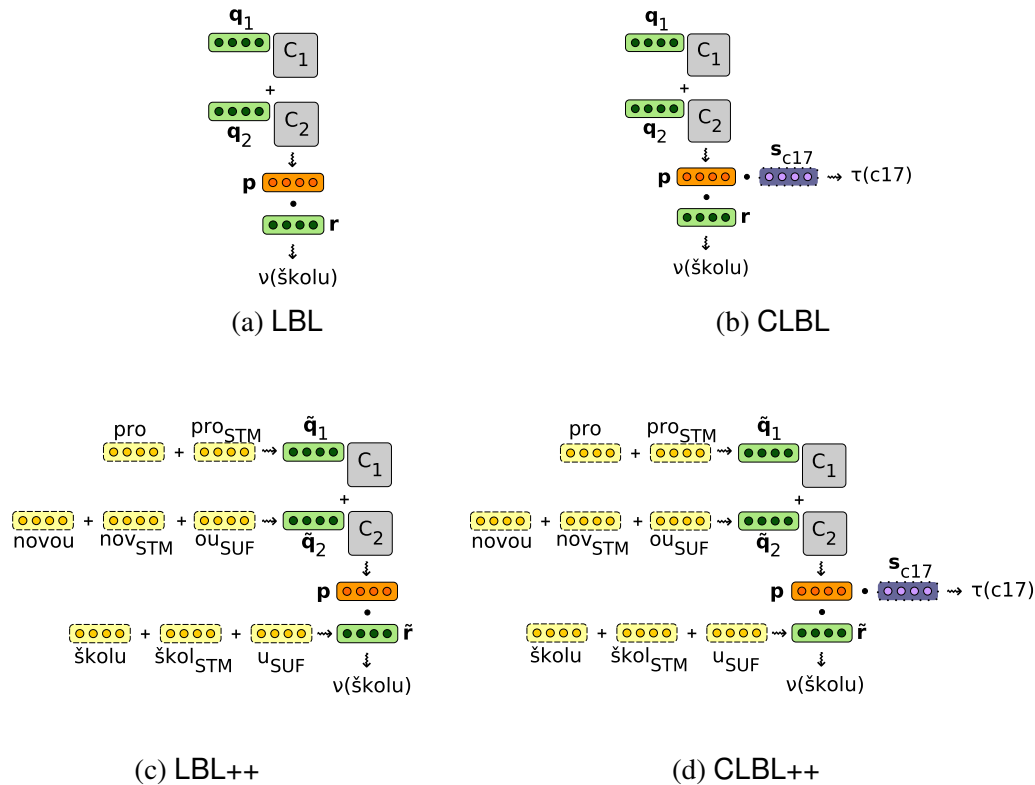 q1
C1
+
C2
q2
p
r
ν(školu)
(a) LBL
q1
C1
+
C2
q2
sc17
p • ⇝ τ(c17)
r
ν(školu)
(b) CLBL
pro + proSTM ⇝ q̃1
C1
+
novou + novSTM + ouSUF ⇝ q̃2
C2
p
školu + školSTM + uSUF ⇝ r̃
ν(školu)
(c) LBL++
pro + proSTM ⇝ q̃1
C1
+
novou + novSTM + ouSUF ⇝ q̃2
C2
sc17
p • ⇝ τ(c17)
školu + školSTM + uSUF ⇝ r̃
ν(školu)
(d) CLBL++